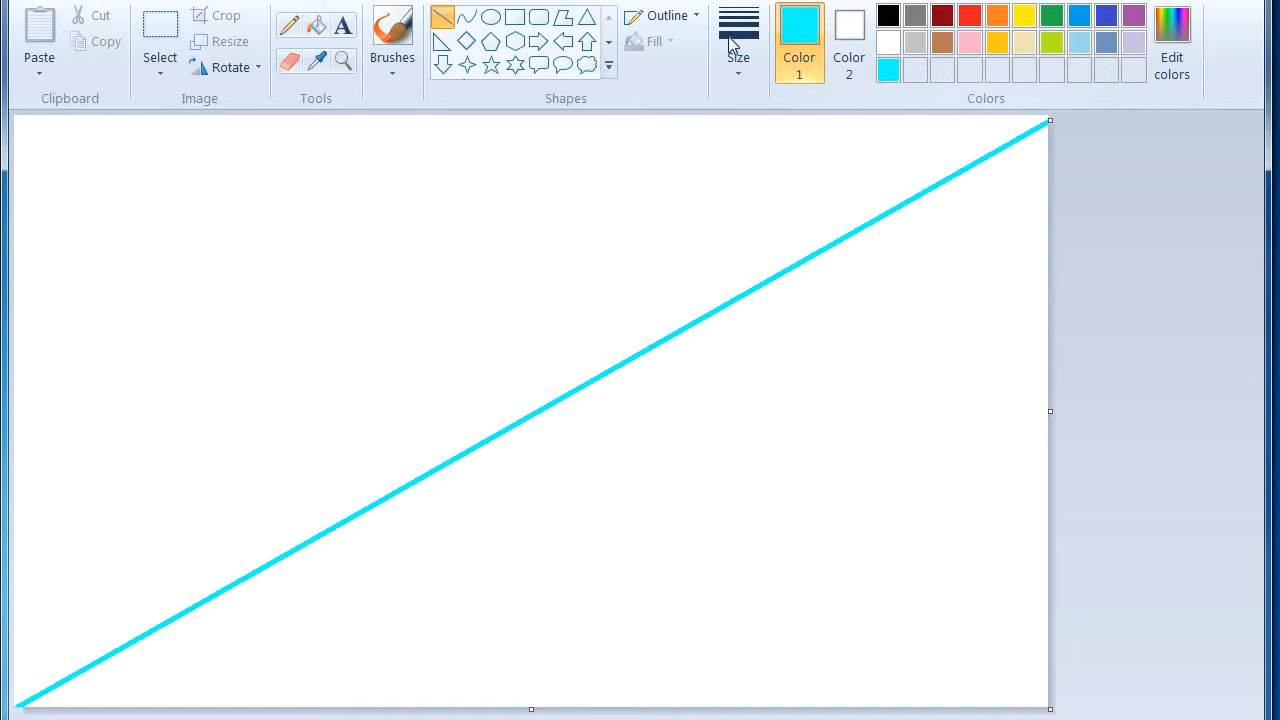 Cut
Copy
Paste
Clipboard
Select
Crop
Resize
Rotate
Image
A
Tools
Brushes
Shapes
Outline
Fill
Size
Color
1
Color
2
Edit
colors
Colors